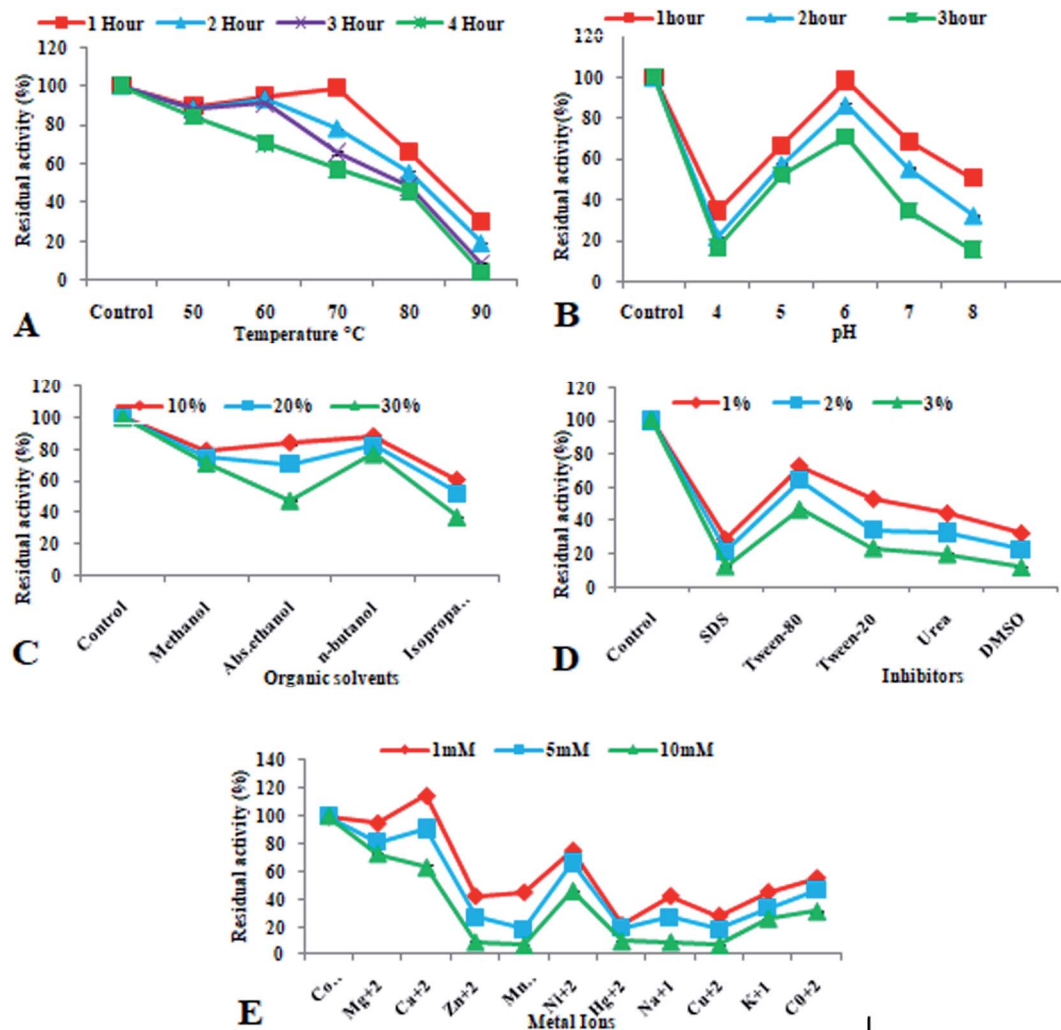 1 Hour 2 Hour 3 Hour 4 Hour
Residual activity (%)
120
100
80
60
40
20
0
Control 50 60 70 80 90
Temperature °C
A
1hour 2hour 3hour
Residual activity(%)
120
100
80
60
40
20
0
Control 4 5 6 7 8
pH
B
10% 20% 30%
Residual activity (%)
120
100
80
60
40
20
0
Control Methanol Abs.ethanol n-butanol Isopropa..
Organic solvents
C
1% 2% 3%
Residual activity (%)
120
100
80
60
40
20
0
Control SDS Tween-80 Tween-20 Urea DMSO
Inhibitors
D
1mM 5mM 10mM
Residual activity (%)
140
120
100
80
60
40
20
0
Co.. Mg+2 Ca+2 Zn+2 Mn.. Ni+2 Hg+2 Na+1 Cu+2 K+1 C0+2
Metal Ions
E